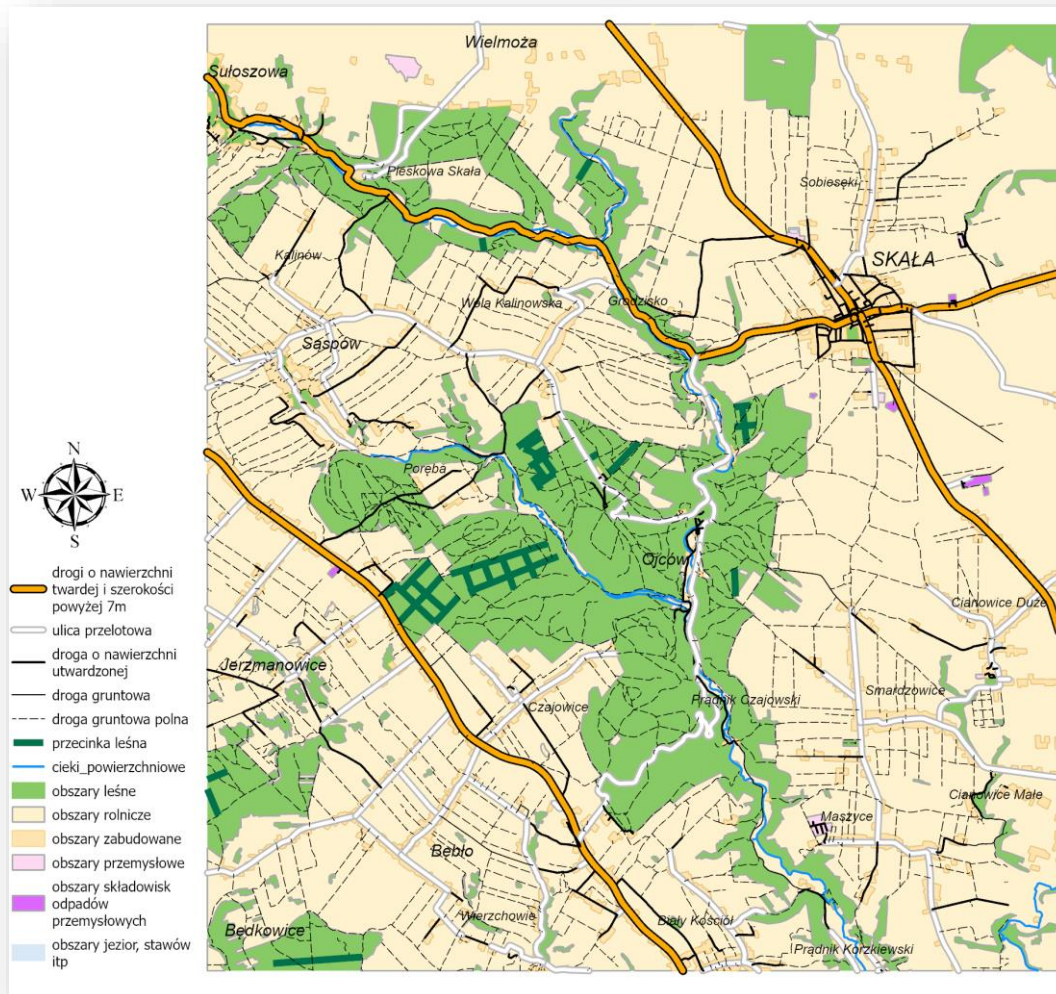 Wielmoża
Sułoszowa
Pieskowa Skała
Sobiesęki
Kalinów
SKAŁA
Wola Kalinowska
Grodzisko
Sąspów
Poręba
Ojców
Cianowice Duże
Jerzmanowice
Smardzowice
Czajowice
Prądnik Czajowski
Cianowice Małe
Maszyce
Bębło
Wierzchowie
Biały Kościół
Będkowice
Prądnik Korzkiewski
N
W
E
S
drogi o nawierzchni
twardej i szerokości
powyżej 7m
ulica przelotowa
droga o nawierzchni
utwardzonej
droga gruntowa
droga gruntowa polna
przecinka leśna
cieki_powierzchniowe
obszary leśne
obszary rolnicze
obszary zabudowane
obszary przemysłowe
obszary składowisk
odpadów
przemysłowych
obszary jezior, stawów
itp